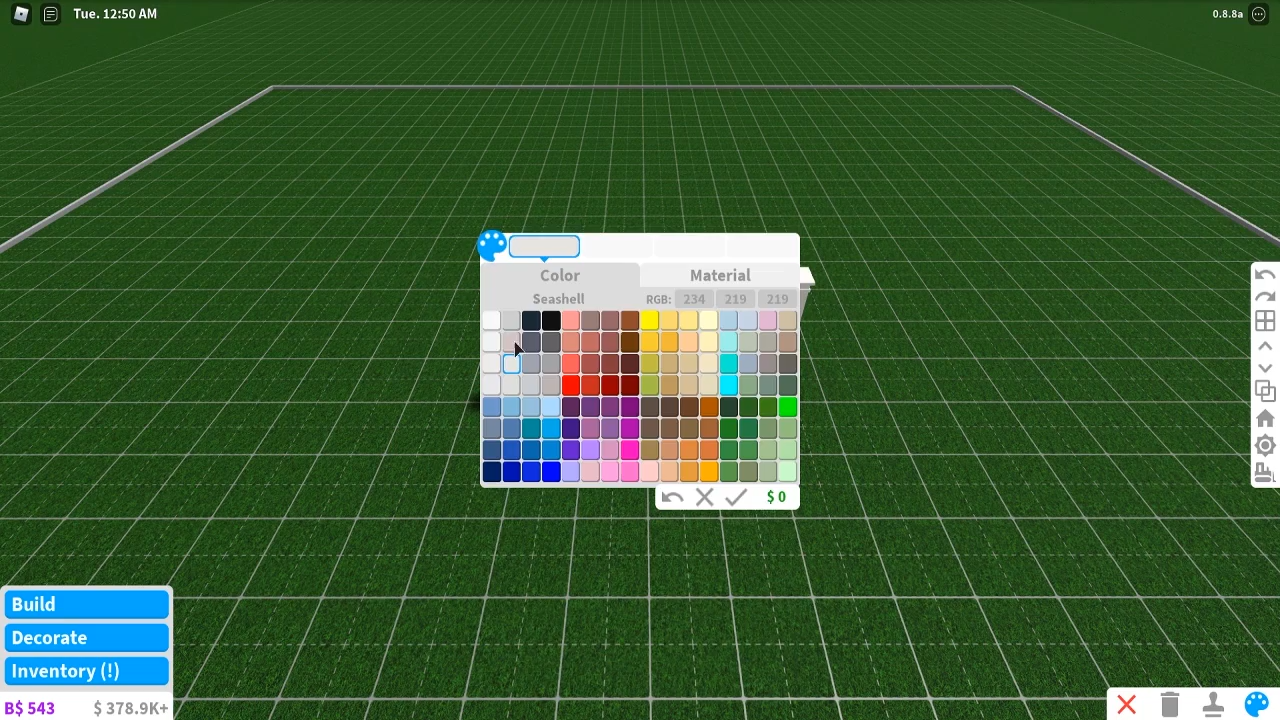 Tue. 12:50 AM
0.8.8a
Color
Material
Seashell
RGB: 234 219 219
$ 0
Build
Decorate
Inventory (!)
B$ 543 $ 378.9K+